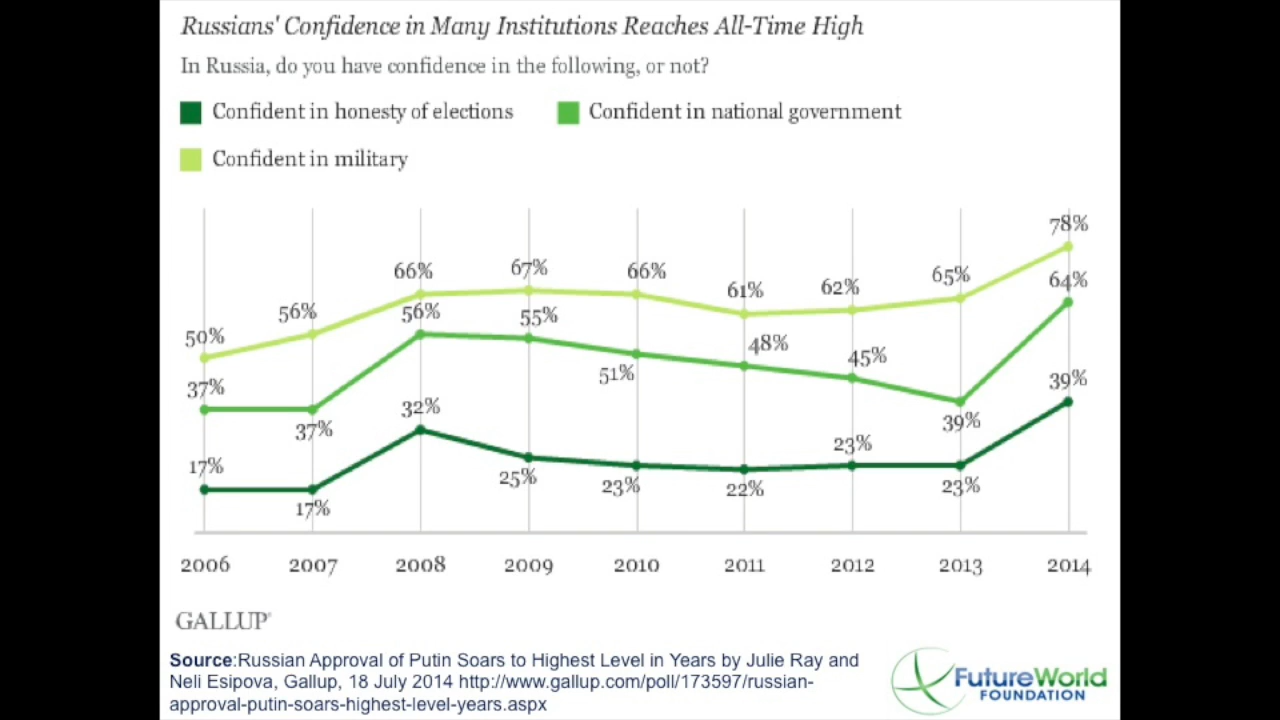 Russians' Confidence in Many Institutions Reaches All-Time High
In Russia, do you have confidence in the following, or not?
Confident in honesty of elections Confident in national government
Confident in military
78%
66% 67% 66% 61% 62% 65% 64%
50% 56% 56% 55% 48% 45%
37% 51% 39%
37% 32% 39%
17% 23%
25% 23% 22% 23%
17%
2006 2007 2008 2009 2010 2011 2012 2013 2014
GALLUP®
Source:Russian Approval of Putin Soars to Highest Level in Years by Julie Ray and
Neli Esipova, Gallup, 18 July 2014 http://www.gallup.com/poll/173597/russian-
approval-putin-soars-highest-level-years.aspx
FutureWorld
FOUNDATION